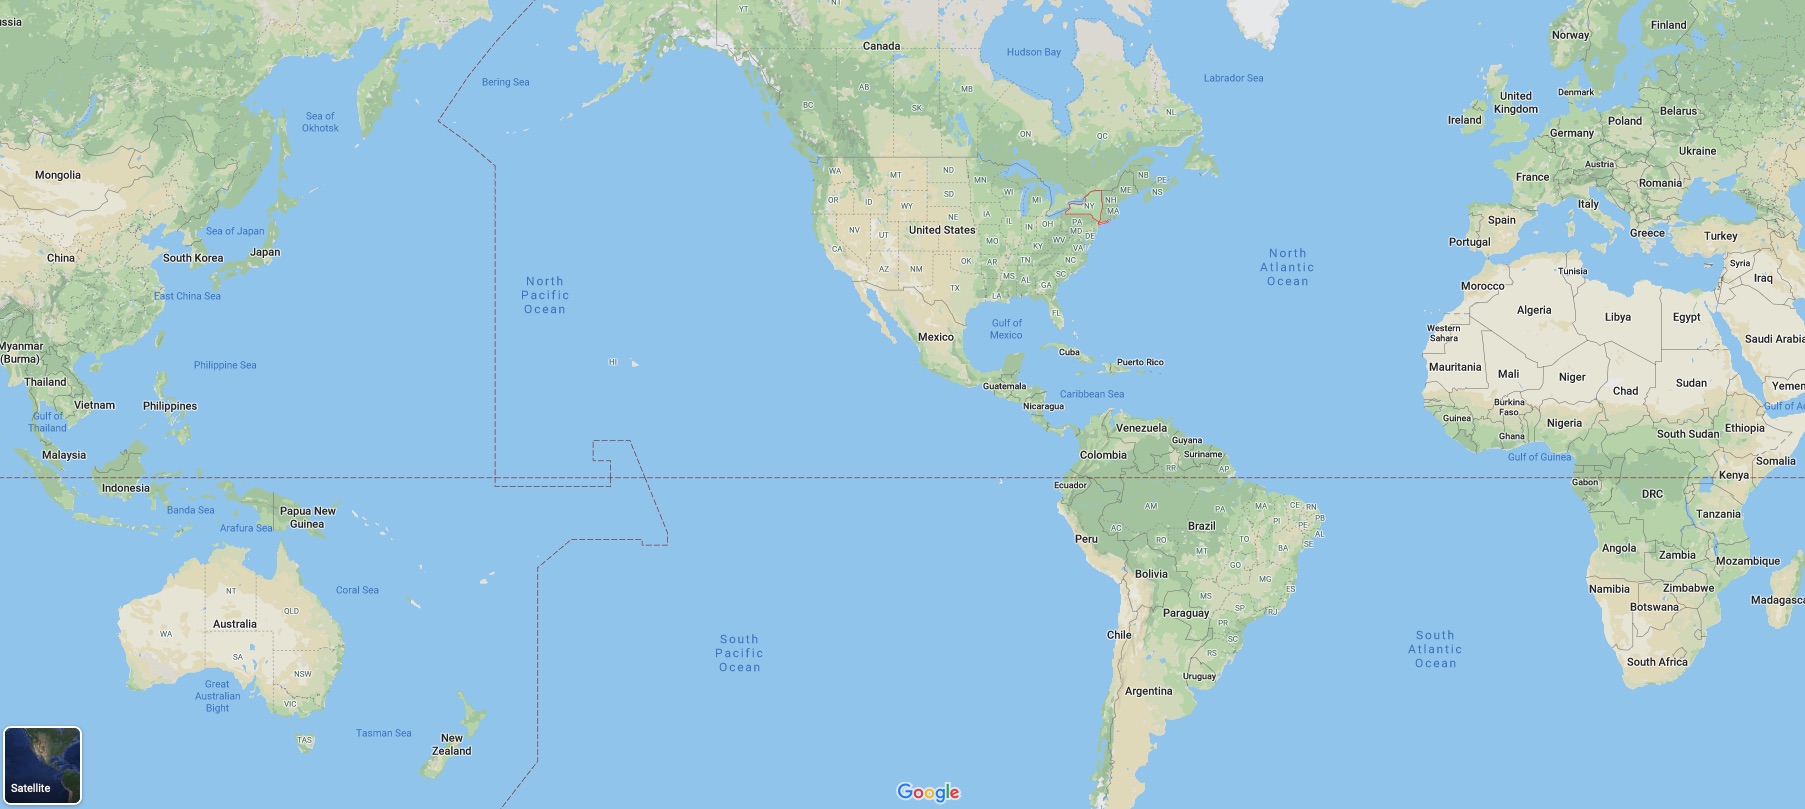 ssia
YT
NT
Finland
Norway
Canada
Hudson Bay
Bering Sea
Labrador Sea
AB
MB
SK
BC
Denmark
United
Kingdom
Belarus
NL
Ireland
Poland
Sea of
Okhotsk
ON
QC
Germany
Ukraine
Austria
Mongolia
WA
MT
ND
MN
NB
PE
France
Romania
OR
ID
WY
SD
WI
MI
ME
NS
NH
NY
MA
Italy
Spain
Greece
Turkey
Portugal
NE
IA
IL
IN
OH
PA
MD
DE
NV
UT
United States
CA
MO
KY
WV
VA
Sea of Japan
Japan
South Korea
China
AZ
NM
OK
AR
TN
NC
MS
AL
SC
GA
TX
LA
FL
North
Pacific
Ocean
North
Atlantic
Ocean
Syria
Iraq
Tunisia
Morocco
Algeria
Libya
Egypt
Saudi Arabia
East China Sea
Western
Sahara
Gulf of
Mexico
Mexico
Myanmar
(Burma)
Philippine Sea
HI
Cuba
Puerto Rico
Mauritania
Mali
Niger
Chad
Sudan
Yemen
Thailand
Guatemala
Caribbean Sea
Nicaragua
Vietnam
Philippines
Gulf of
Thailand
Burkina
Faso
Gulf of A
Guinea
Nigeria
Ghana
Ethiopia
South Sudan
Venezuela
Guyana
Suriname
Colombia
Malaysia
RR
AP
Gulf of Guinea
Somalia
Kenya
Gabon
Ecuador
Indonesia
DRC
Banda Sea
Papua New
Guinea
Arafura Sea
Tanzania
AM
PA
MA
CE
RN
PB
PI
PE
AL
SE
AC
Brazil
TO
Peru
RO
MT
BA
Angola
Zambia
Mozambique
Bolivia
GO
MG
ES
Namibia
Zimbabwe
Botswana
Madagasca
NT
QLD
Coral Sea
MS
SP
RJ
Paraguay
PR
SC
WA
Australia
SA
NSW
VIC
TAS
Great
Australian
Bight
Tasman Sea
New
Zealand
South
Pacific
Ocean
Chile
RS
Uruguay
Argentina
South
Atlantic
Ocean
South Africa
Satellite
Google